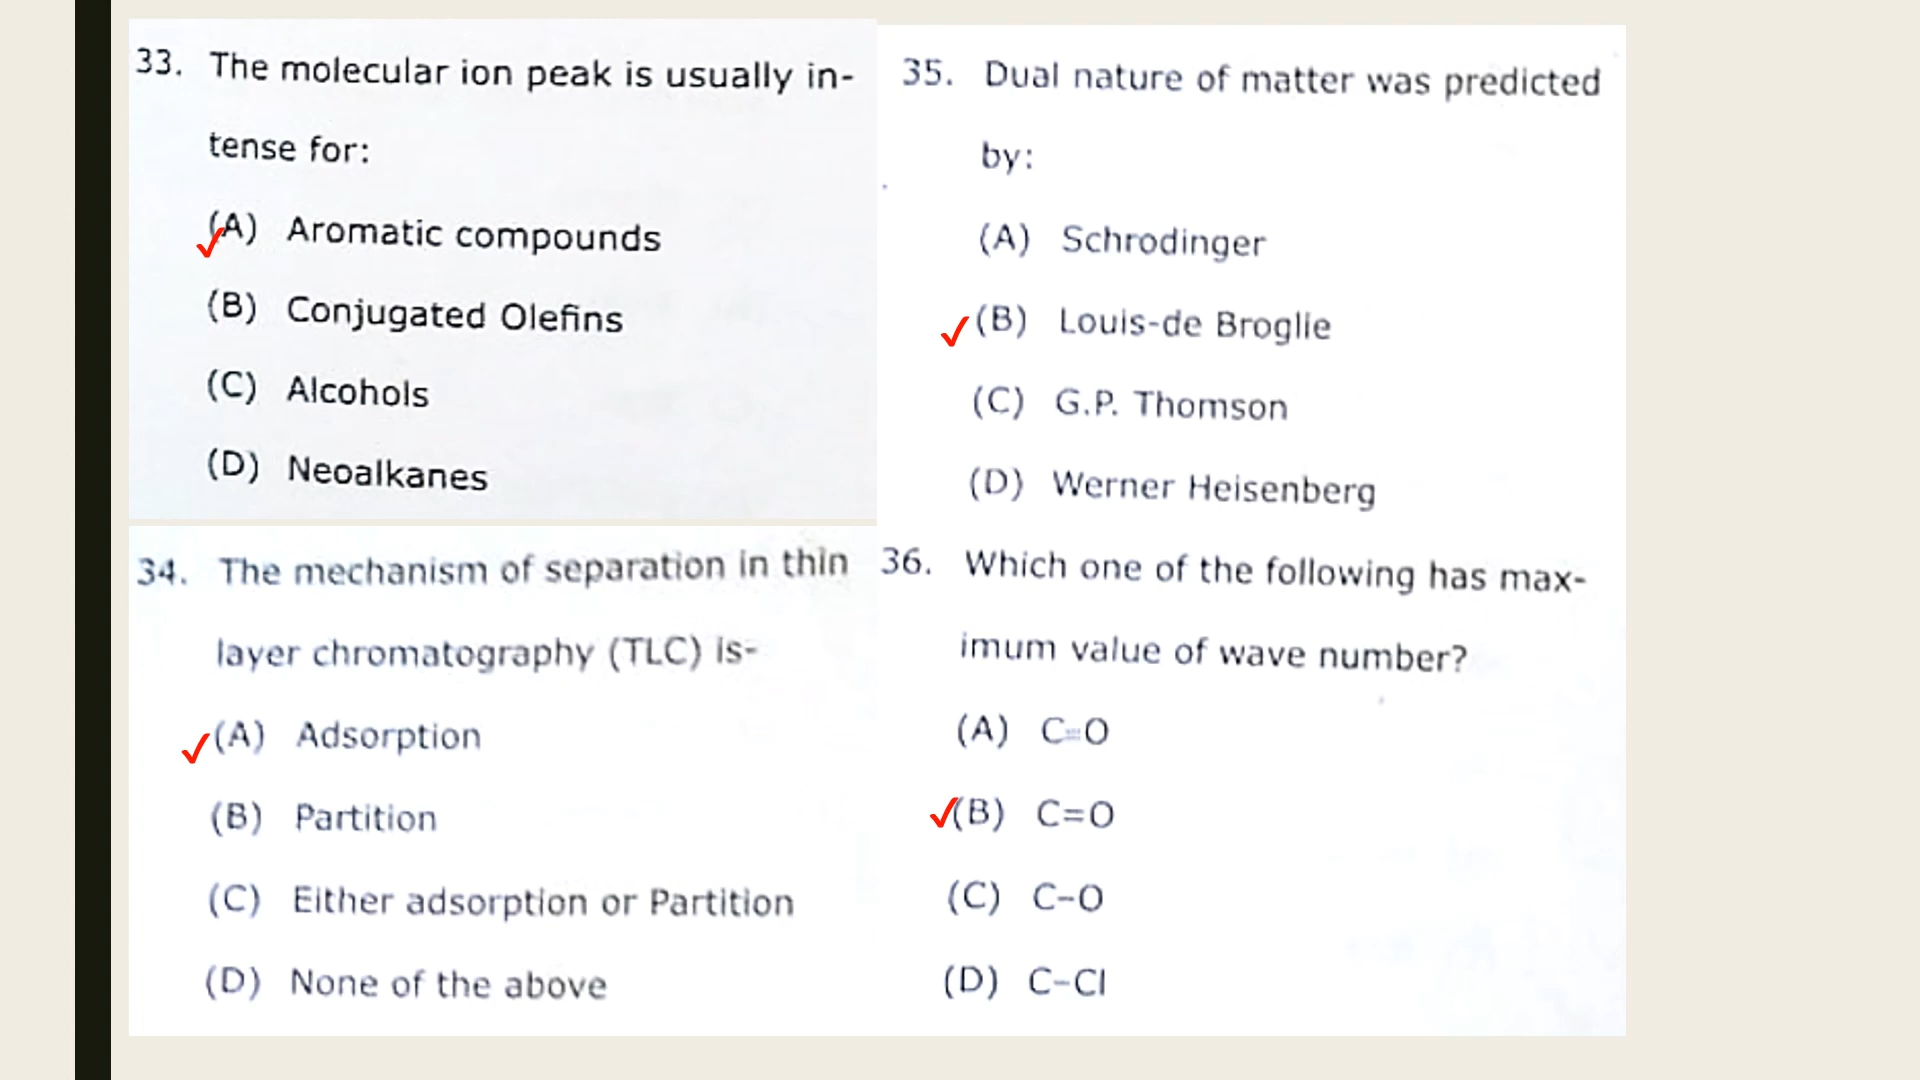 33. The molecular ion peak is usually in-
tense for:
(A) Aromatic compounds
(B) Conjugated Olefins
(C) Alcohols
(D) Neoalkanes
34. The mechanism of separation in thin
layer chromatography (TLC) is-
(A) Adsorption
(B) Partition
(C) Either adsorption or Partition
(D) None of the above
35. Dual nature of matter was predicted
by:
(A) Schrodinger
(B) Louis-de Broglie
(C) G.P. Thomson
(D) Werner Heisenberg
36. Which one of the following has max-
imum value of wave number?
(A) C≡O
(B) C=O
(C) C-O
(D) C-Cl